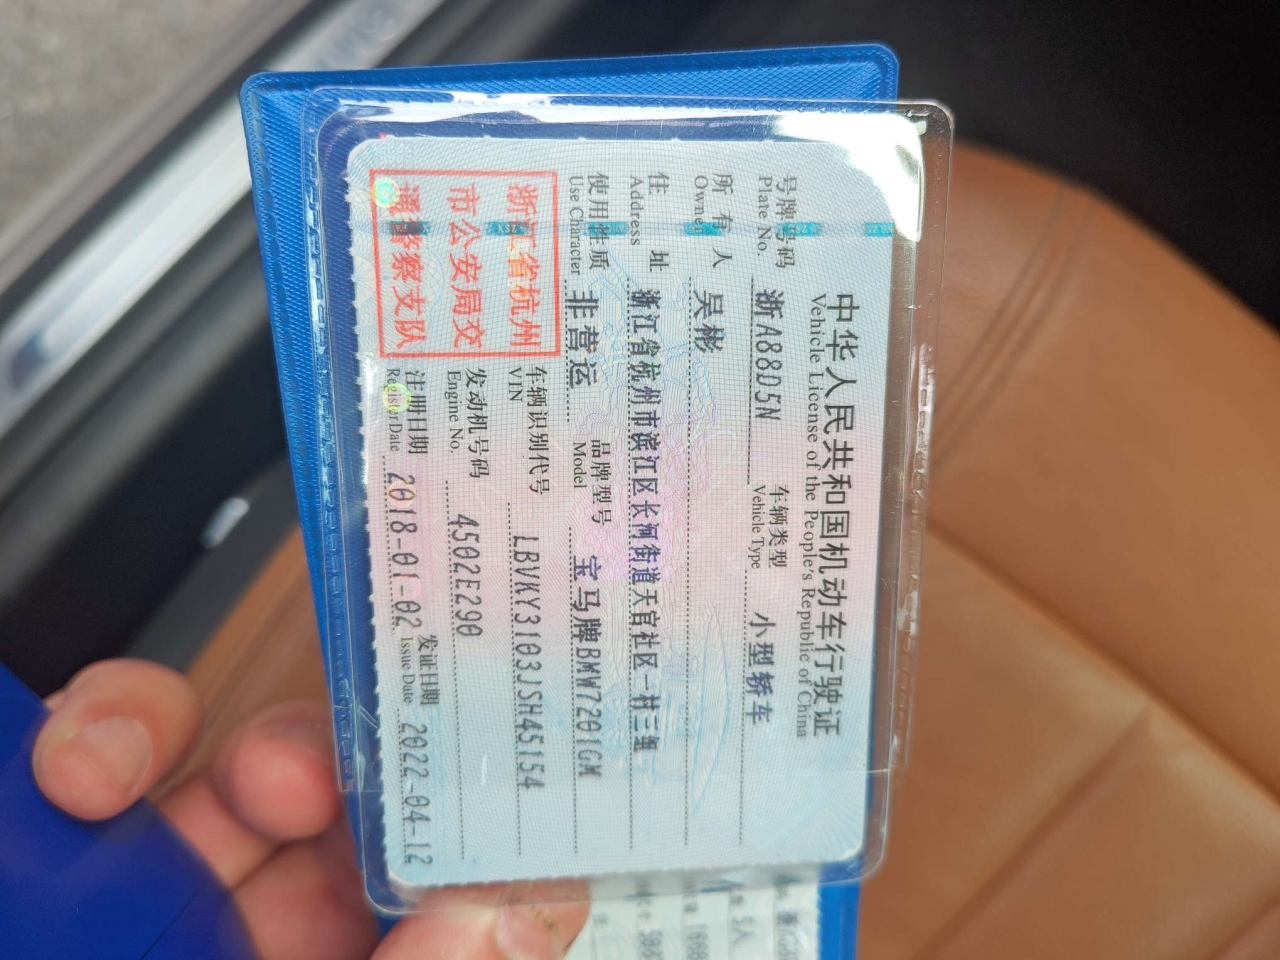 中华人民共和国机动车行驶证
Vehicle License of the People's Republic of China
号牌号码 浙A88D5N 车辆类型 小型轿车
Plate No. Vehicle Type
所有人 吴彬
Owner
住址 浙江省杭州市滨江区长河街道天官社区一村三组
Address
使用性质 非营运 品牌型号 宝马牌BMW7201GM
Use Character Model
浙江省杭州
市公安局交
通警察支队
车辆识别代号 LBVKY3103JSH45154
VIN
发动机号码 4502E290
Engine No.
注册日期 2018-01-02 发证日期 2022-04-12
Register Date Issue Date
5人